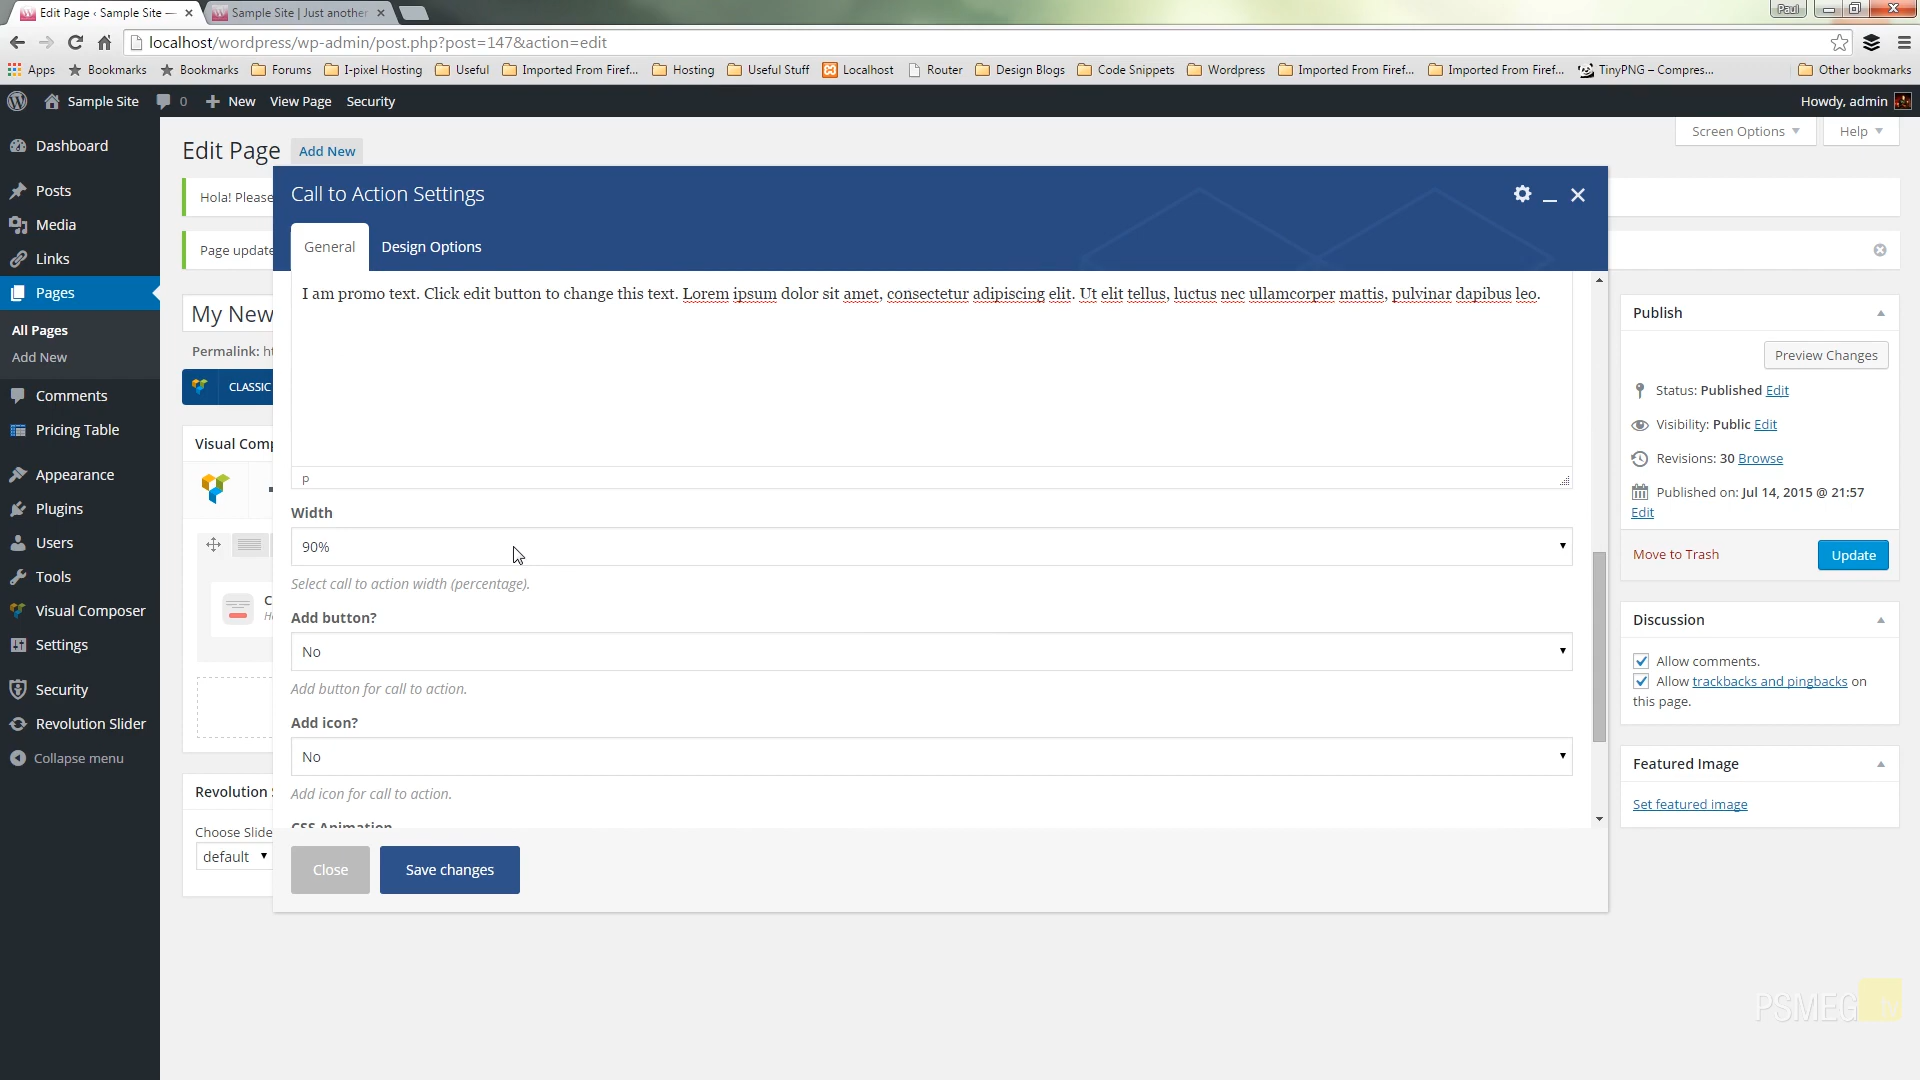 Edit Page ‹ Sample Site —
Sample Site | Just another
Paul
localhost/wordpress/wp-admin/post.php?post=147&action=edit
Apps
Bookmarks
Bookmarks
Forums
I-pixel Hosting
Useful
Imported From Firef...
Hosting
Useful Stuff
Localhost
Router
Design Blogs
Code Snippets
Wordpress
Imported From Firef...
Imported From Firef...
TinyPNG – Compres...
Other bookmarks
Sample Site
0
New
View Page
Security
Howdy, admin
Dashboard
Posts
Media
Links
Pages
All Pages
Add New
Comments
Pricing Table
Appearance
Plugins
Users
Tools
Visual Composer
Settings
Security
Revolution Slider
Collapse menu
Edit Page
Add New
Screen Options
Help
Hola! Please
Page update
My New
Permalink:
CLASSIC
Visual Comp
Revolution
Choose Slide
default
Call to Action Settings
General
Design Options
I am promo text. Click edit button to change this text. Lorem ipsum dolor sit amet, consectetur adipiscing elit. Ut elit tellus, luctus nec ullamcorper mattis, pulvinar dapibus leo.
P
Width
90%
Select call to action width (percentage).
Add button?
No
Add button for call to action.
Add icon?
No
Add icon for call to action.
CSS Animation
Close
Save changes
Publish
Preview Changes
Status: Published Edit
Visibility: Public Edit
Revisions: 30 Browse
Published on: Jul 14, 2015 @ 21:57
Edit
Move to Trash
Update
Discussion
Allow comments.
Allow trackbacks and pingbacks on
this page.
Featured Image
Set featured image
PSMEG tv